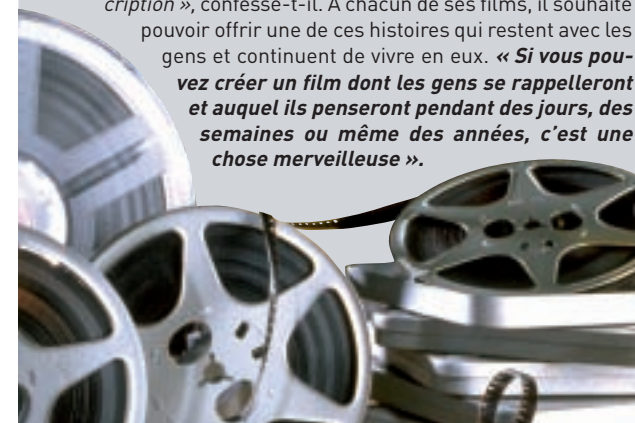 cription », confesse-t-il. À chacun de ses films, il souhaite
pouvoir offrir une de ces histoires qui restent avec les
gens et continuent de vivre en eux. « Si vous pou-
vez créer un film dont les gens se rappelleront
et auquel ils penseront pendant des jours, des
semaines ou même des années, c’est une
chose merveilleuse ».